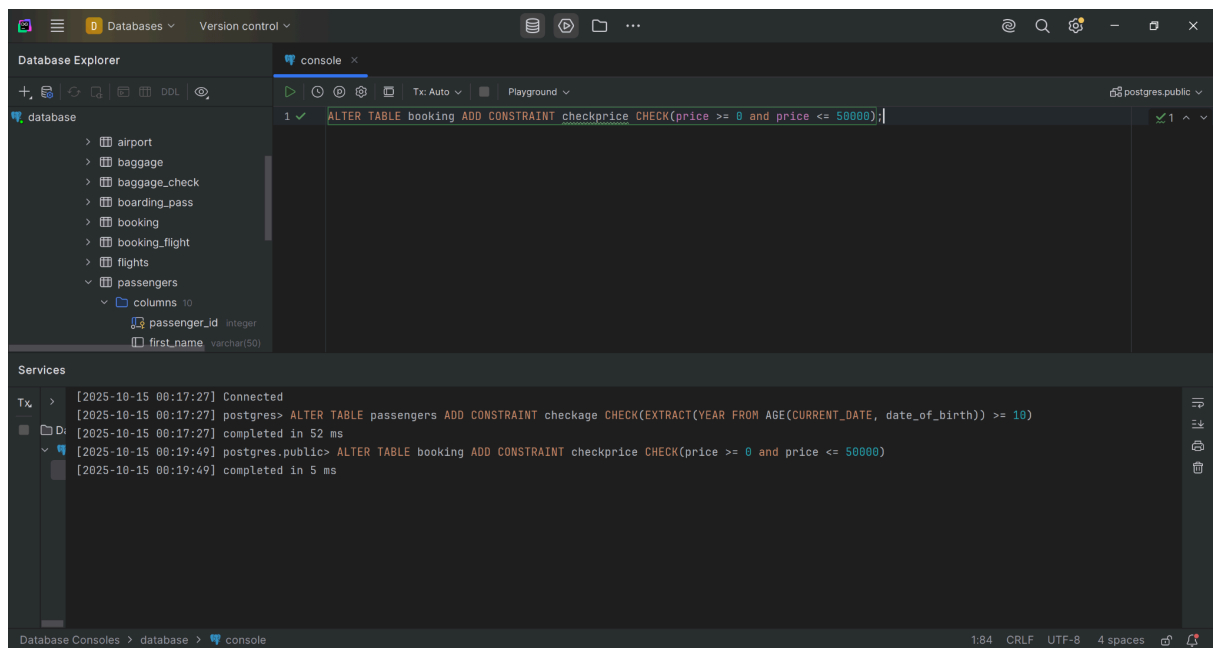 D Databases Version control
Database Explorer
console
DDL
Tx: Auto Playground postgres.public
database
1 ALTER TABLE booking ADD CONSTRAINT checkprice CHECK(price >= 0 and price <= 50000); 1
airport
baggage
baggage_check
boarding_pass
booking
booking_flight
flights
passengers
columns 10
passenger_id integer
first_name varchar(50)
Services
Tx
[2025-10-15 00:17:27] Connected
[2025-10-15 00:17:27] postgres> ALTER TABLE passengers ADD CONSTRAINT checkage CHECK(EXTRACT(YEAR FROM AGE(CURRENT_DATE, date_of_birth)) >= 10)
[2025-10-15 00:17:27] completed in 52 ms
[2025-10-15 00:19:49] postgres.public> ALTER TABLE booking ADD CONSTRAINT checkprice CHECK(price >= 0 and price <= 50000)
[2025-10-15 00:19:49] completed in 5 ms
Database Consoles > database > console
1:84 CRLF UTF-8 4 spaces